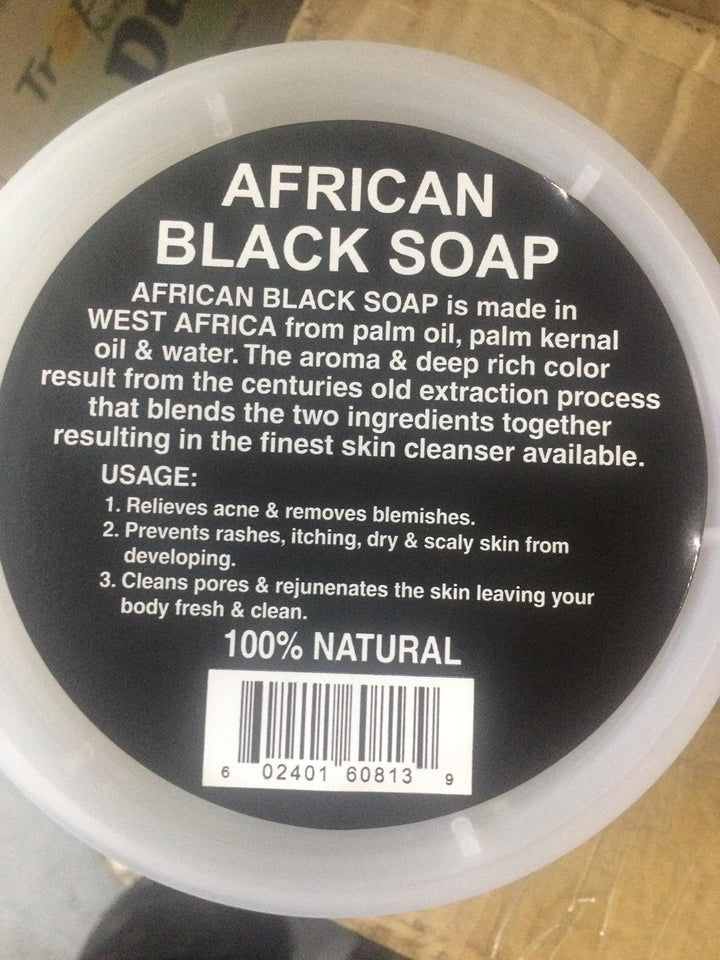 AFRICAN
BLACK SOAP
AFRICAN BLACK SOAP is made in
WEST AFRICA from palm oil, palm kernal
oil & water. The aroma & deep rich color
result from the centuries old extraction process
that blends the two ingredients together
resulting in the finest skin cleanser available.
USAGE:
1. Relieves acne & removes blemishes.
2. Prevents rashes, itching, dry & scaly skin from
developing.
3. Cleans pores & rejunenates the skin leaving your
body fresh & clean.
100% NATURAL
6 02401 60813 9